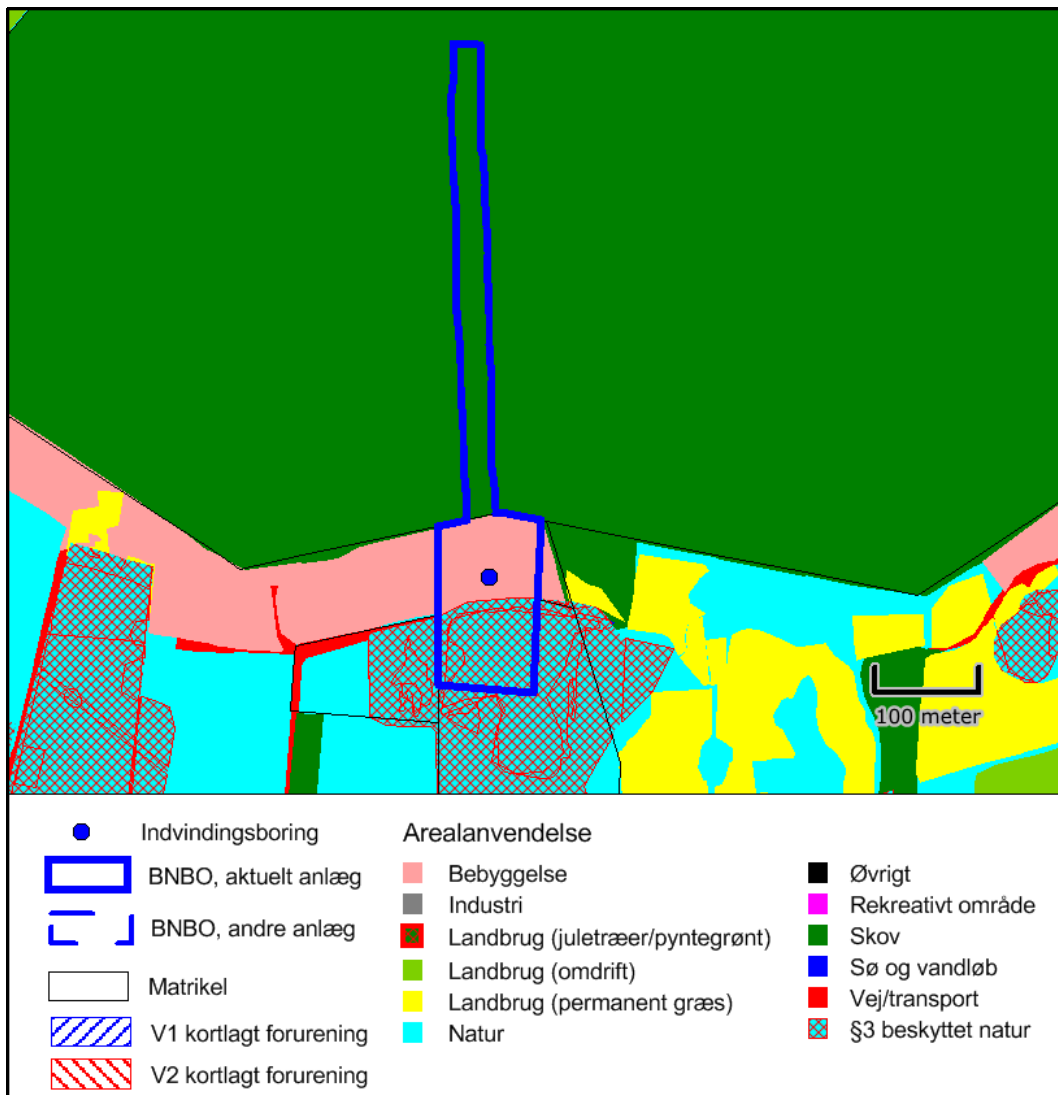 100 meter
Indvindingsboring
BNBO, aktuelt anlæg
BNBO, andre anlæg
Matrikel
V1 kortlagt forurening
V2 kortlagt forurening
Arealanvendelse
Bebyggelse
Industri
Landbrug (juletræer/pyntegrønt)
Landbrug (omdrift)
Landbrug (permanent græs)
Natur
Øvrigt
Rekreativt område
Skov
Sø og vandløb
Vej/transport
§3 beskyttet natur